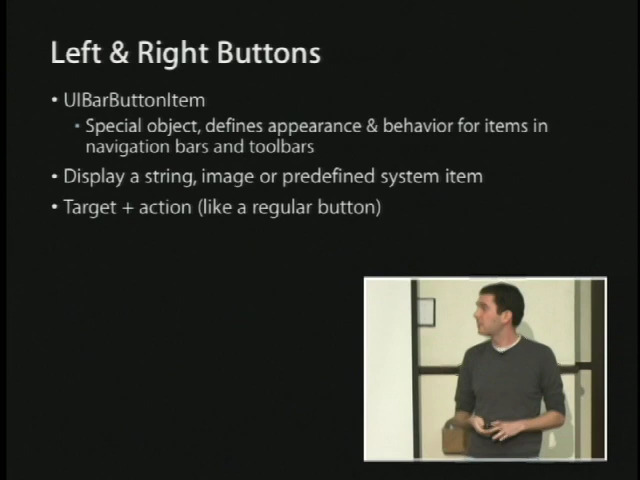 Left & Right Buttons
• UIBarButtonItem
• Special object, defines appearance & behavior for items in
navigation bars and toolbars
• Display a string, image or predefined system item
• Target + action (like a regular button)